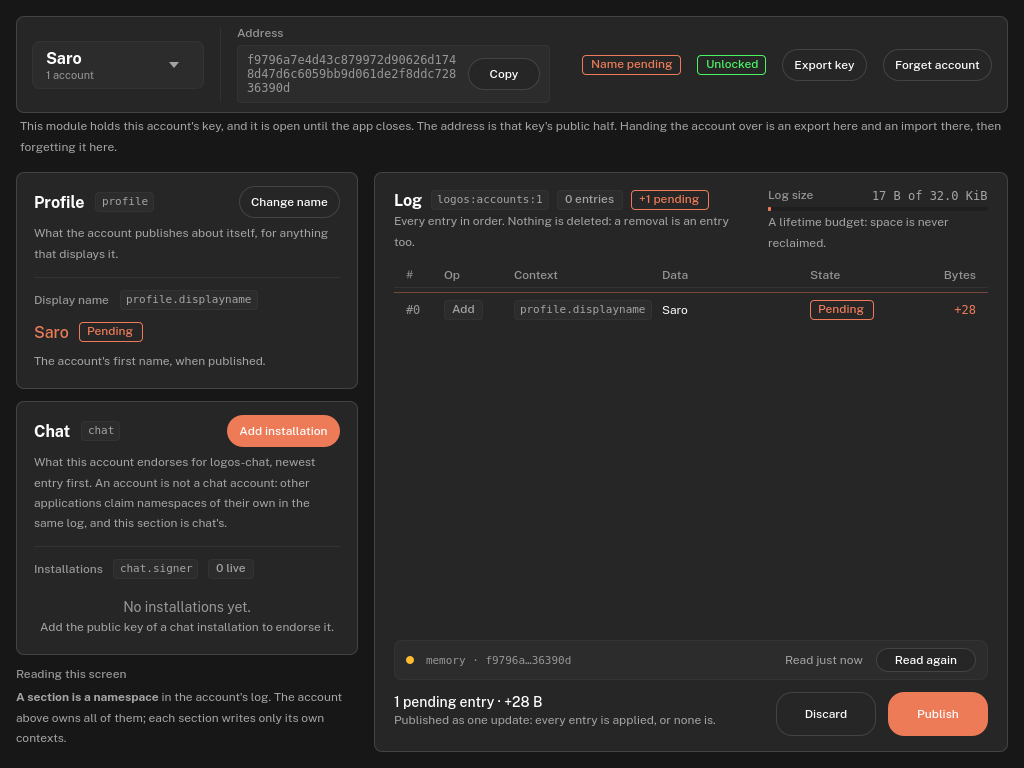 Saro
1 account
Address
f9796a7e4d43c879972d90626d174
8d47d6c6059bb9d061de2f8ddc728
36390d
Copy
Name pending
Unlocked
Export key
Forget account
This module holds this account's key, and it is open until the app closes. The address is that key's public half. Handing the account over is an export here and an import there, then
forgetting it here.
Profile
profile
Change name
What the account publishes about itself, for anything
that displays it.
Display name
profile.displayname
Saro
Pending
The account's first name, when published.
Chat
chat
Add installation
What this account endorses for logos-chat, newest
entry first. An account is not a chat account: other
applications claim namespaces of their own in the
same log, and this section is chat's.
Installations
chat.signer
0 live
No installations yet.
Add the public key of a chat installation to endorse it.
Reading this screen
A section is a namespace in the account's log. The account
above owns all of them; each section writes only its own
contexts.
Log
logos:accounts:1
0 entries
+1 pending
Every entry in order. Nothing is deleted: a removal is an entry
too.
Log size
17 B of 32.0 KiB
A lifetime budget: space is never
reclaimed.
# Op Context Data State Bytes
#0 Add profile.displayname Saro Pending +28
memory · f9796a…36390d
Read just now
Read again
1 pending entry · +28 B
Published as one update: every entry is applied, or none is.
Discard
Publish